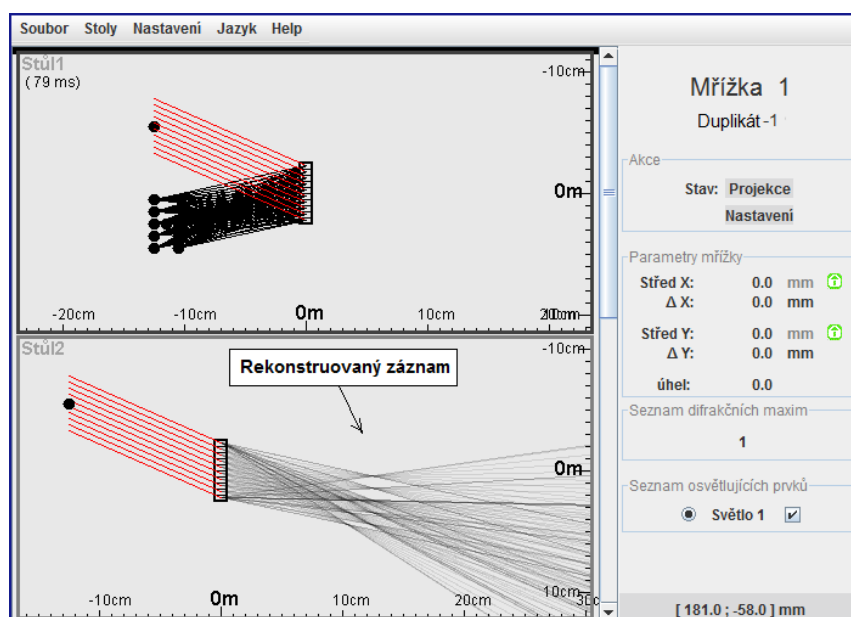 Soubor Stoly Nastavení Jazyk Help
Stůl1
(79 ms)
-10cm
0m
-20cm -10cm 0m 10cm 20cm
Stůl2
-10cm
Rekonstruovaný záznam
0m
10cm
-10cm 0m 10cm 20cm
Mřížka 1
Duplikát-1
Akce
Stav: Projekce
Nastavení
Parametry mřížky
Střed X: 0.0 mm
Δ X: 0.0 mm
Střed Y: 0.0 mm
Δ Y: 0.0 mm
úhel: 0.0
Seznam difrakčních maxim
1
Seznam osvětlujících prvků
Světlo 1
[ 181.0 ; -58.0 ] mm